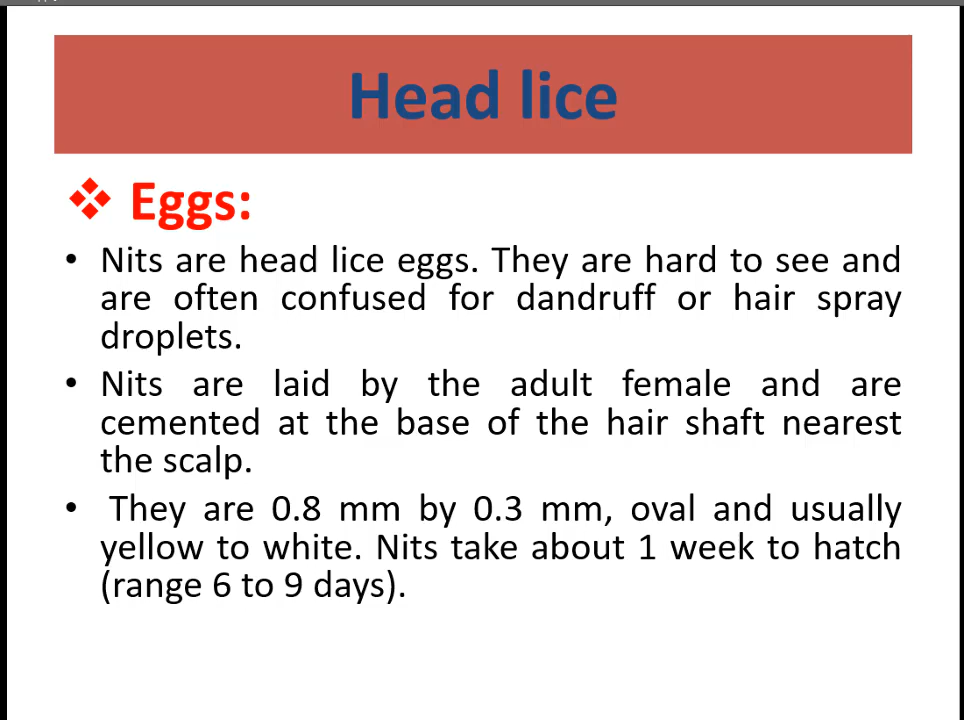 Head lice
❖ Eggs:
• Nits are head lice eggs. They are hard to see and
are often confused for dandruff or hair spray
droplets.
• Nits are laid by the adult female and are
cemented at the base of the hair shaft nearest
the scalp.
• They are 0.8 mm by 0.3 mm, oval and usually
yellow to white. Nits take about 1 week to hatch
(range 6 to 9 days).